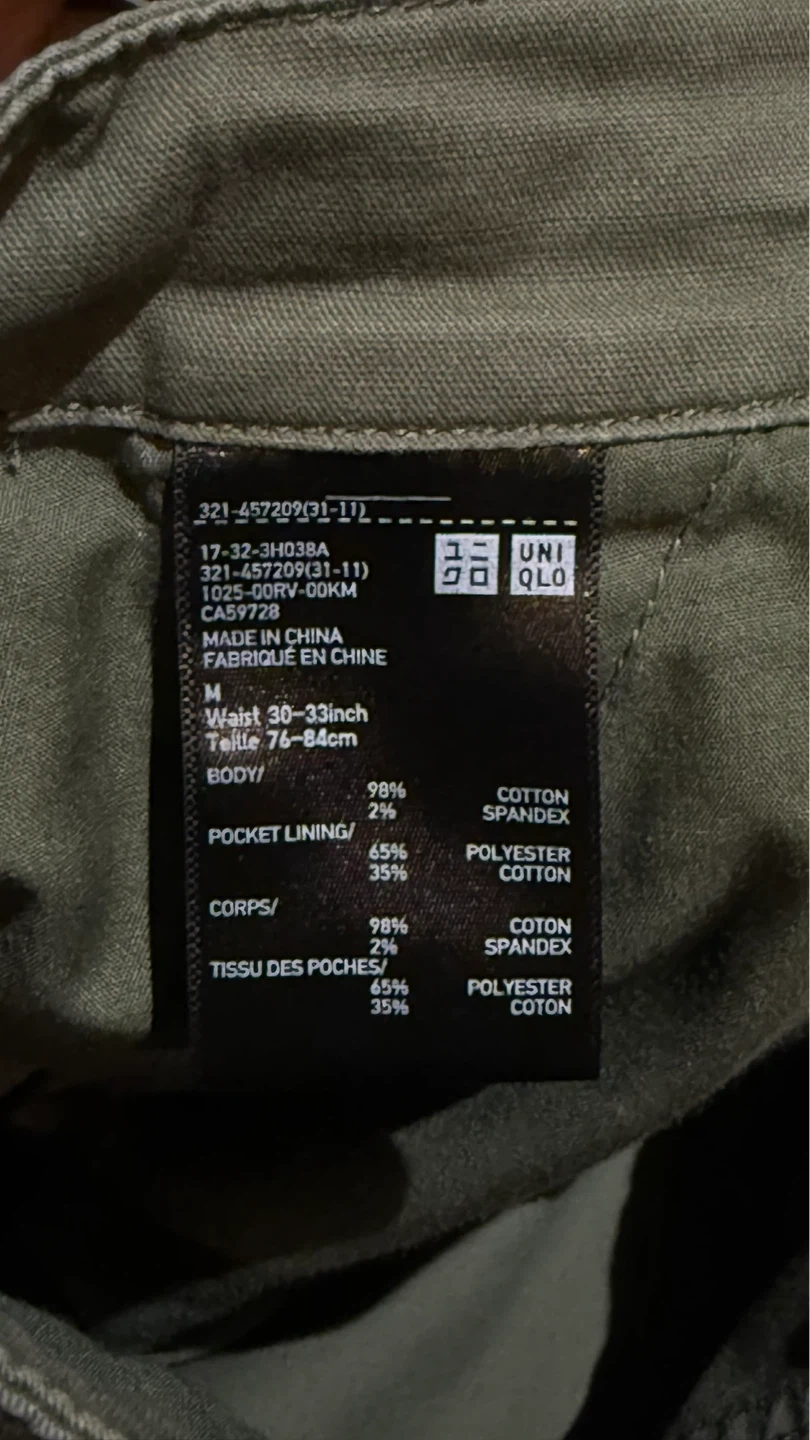 321-457209(31-11)
17-32-3H038A
321-457209(31-11)
1025-00RV-00KM
CA59728
ユニ
クロ
UNI
QLO
MADE IN CHINA
FABRIQUÉ EN CHINE
M
Waist 30-33inch
Taille 76-84cm
BODY/
98% COTTON
2% SPANDEX
POCKET LINING/
65% POLYESTER
35% COTTON
CORPS/
98% COTON
2% SPANDEX
TISSU DES POCHES/
65% POLYESTER
35% COTON